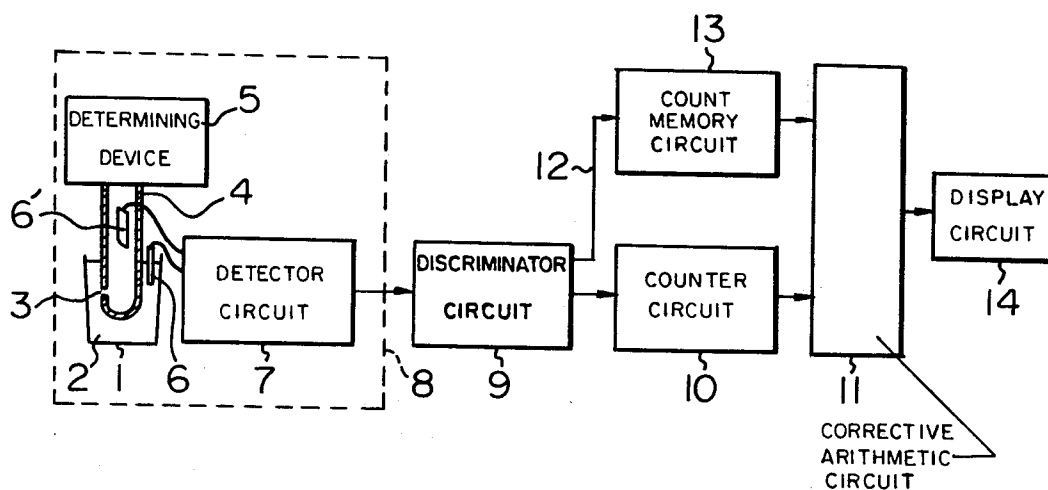 13
5
DETERMINING
DEVICE
COUNT
MEMORY
CIRCUIT
12
4
6'
DISPLAY
CIRCUIT
14
DETECTOR
CIRCUIT
DISCRIMINATOR
CIRCUIT
COUNTER
CIRCUIT
3
2
1
6
7
8
9
10
11
CORRECTIVE
ARITHMETIC
CIRCUIT